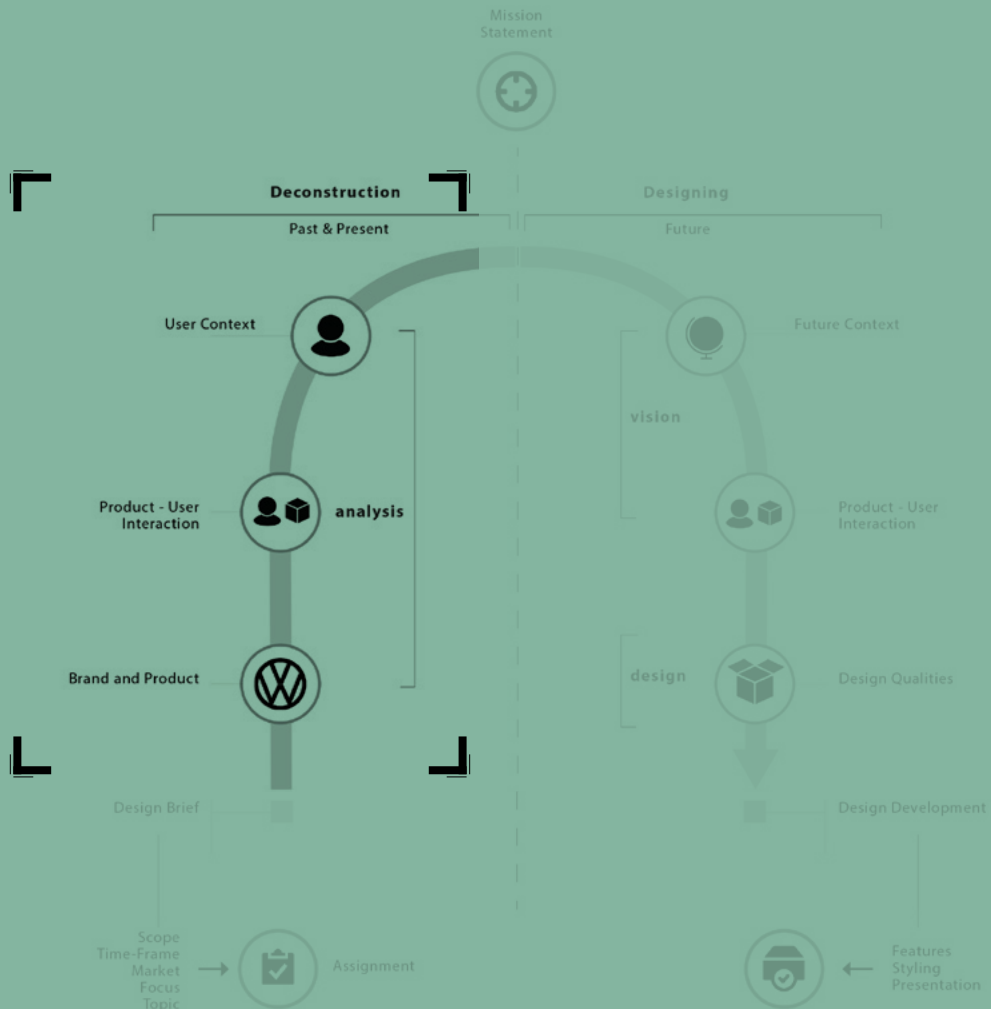 Mission
Statement
Deconstruction
Designing
Past & Present
Future
User Context
Future Context
vision
Product - User
Interaction
analysis
Product - User
Interaction
Brand and Product
design
Design Qualities
Design Brief
Design Development
Scope
Time-Frame
Market
Focus
Topic
Assignment
Features
Styling
Presentation